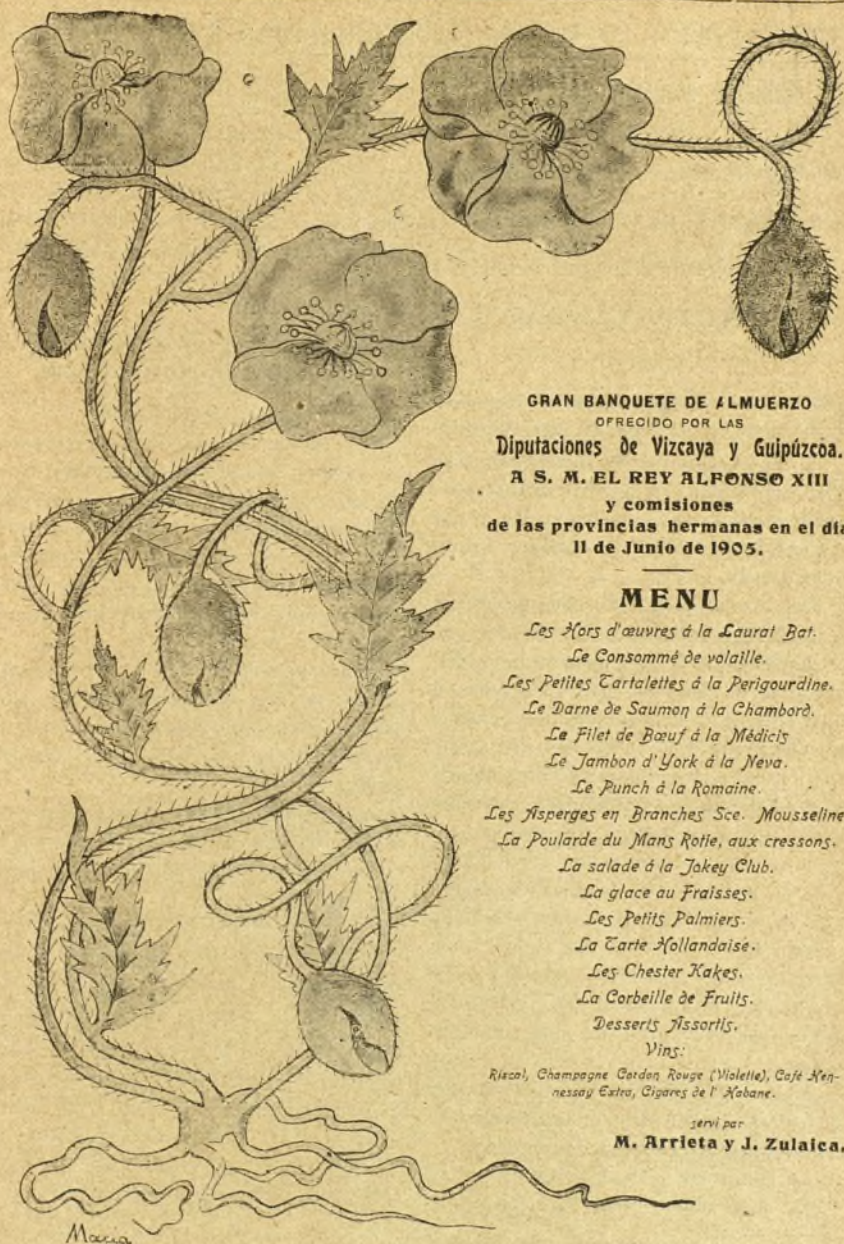 GRAN BANQUETE DE ALMUERZO
OFRECIDO POR LAS
Diputaciones de Vizcaya y Guipúzcoa.
A S. M. EL REY ALFONSO XIII
y comisiones
de las provincias hermanas en el día
11 de Junio de 1905.
MENU
Les Hors d'œuvres á la Laurat Bat.
Le Consommé de volaille.
Les Petites Tartalettes á la Perigourdine.
Le Darne de Saumon á la Chambord.
Le Filet de Bœuf á la Médicis
Le Jambon d'York á la Neva.
Le Punch á la Romaine.
Les Asperges en Branches Sce. Mousseline
La Poularde du Mans Rotie, aux cressons.
La salade á la Jokey Club.
La glace au Fraisses.
Les Petits Palmiers.
La Tarte Hollandaise.
Les Chester Kakes.
La Corbeille de Fruits.
Desserts Assortis.
Vins:
Riscal, Champagne Cordon Rouge (Violette), Café Hen-
nessay Extra, Cigares de l' Habane.
servi par
M. Arrieta y J. Zulaica.